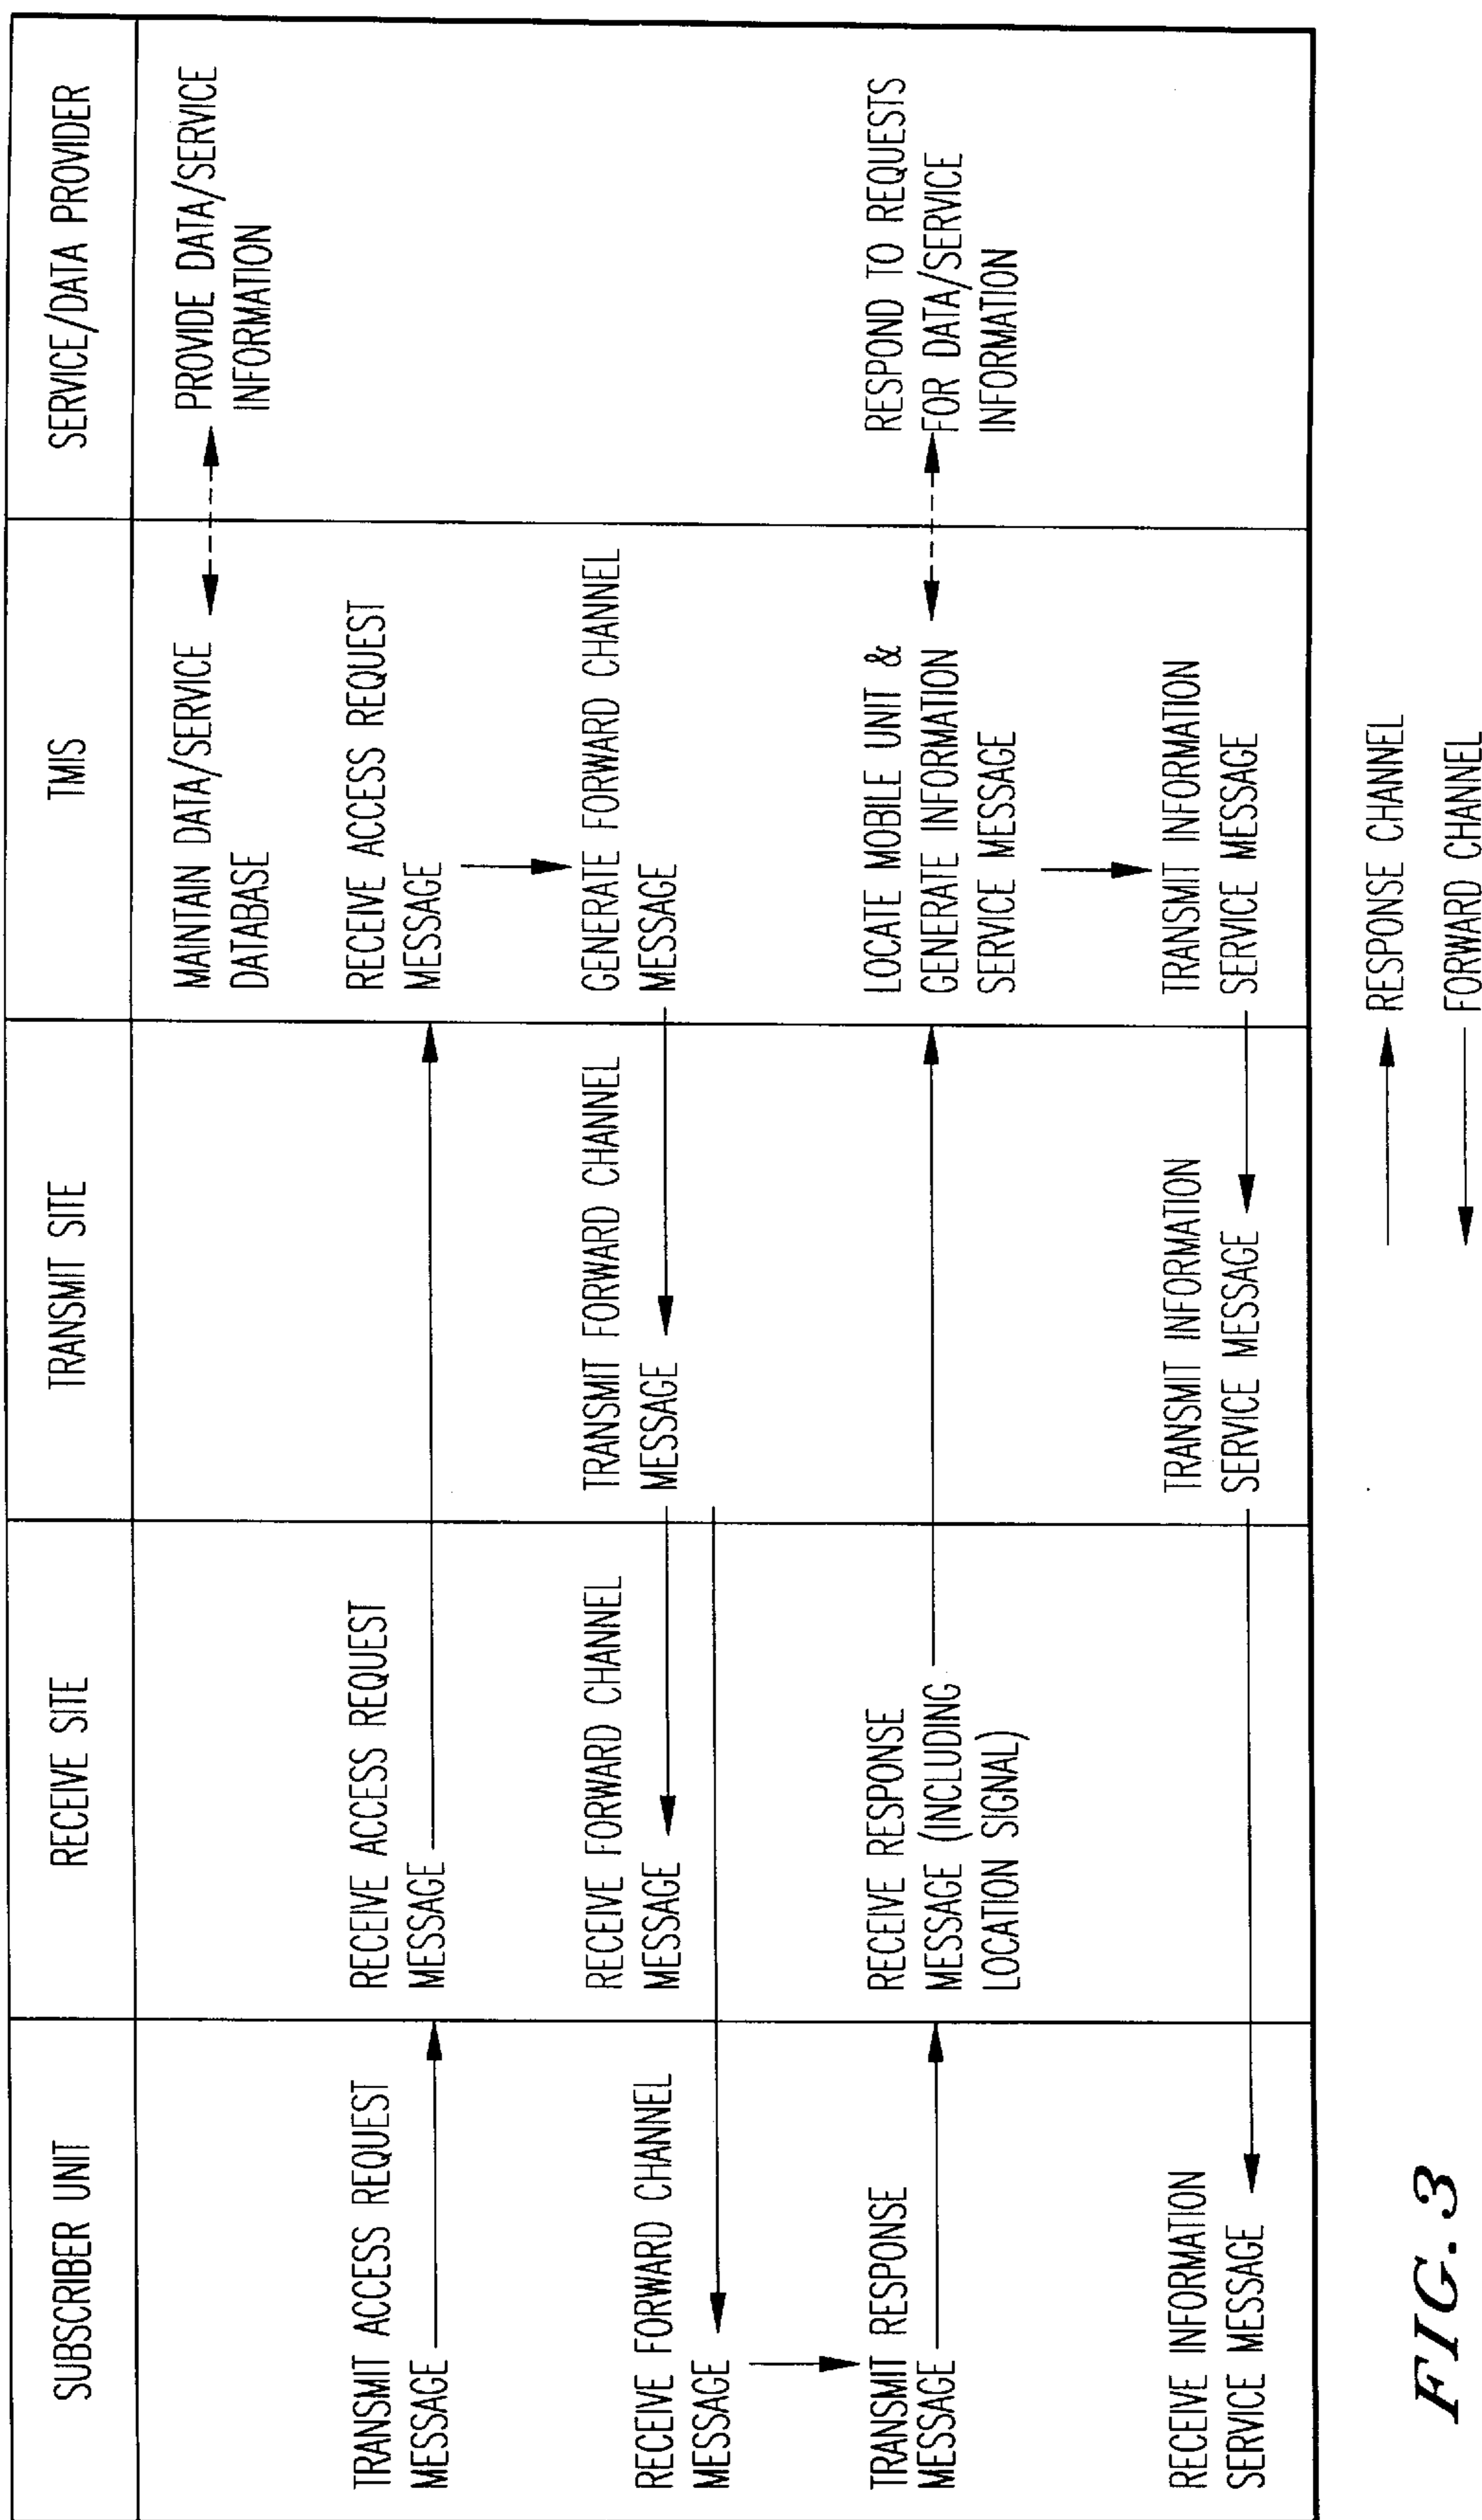 SUBSCRIBER UNIT
RECEIVE SITE
TRANSMIT SITE
TMIS
SERVICE/DATA PROVIDER
MAINTAIN DATA/SERVICE
DATABASE
PROVIDE DATA/SERVICE
INFORMATION
TRANSMIT ACCESS REQUEST
MESSAGE
RECEIVE ACCESS REQUEST
MESSAGE
RECEIVE ACCESS REQUEST
MESSAGE
RECEIVE FORWARD CHANNEL
MESSAGE
RECEIVE FORWARD CHANNEL
MESSAGE
TRANSMIT FORWARD CHANNEL
MESSAGE
GENERATE FORWARD CHANNEL
MESSAGE
TRANSMIT RESPONSE
MESSAGE
RECEIVE RESPONSE
MESSAGE (INCLUDING
LOCATION SIGNAL)
LOCATE MOBILE UNIT &
GENERATE INFORMATION
SERVICE MESSAGE
RESPOND TO REQUESTS
FOR DATA/SERVICE
INFORMATION
RECEIVE INFORMATION
SERVICE MESSAGE
TRANSMIT INFORMATION
SERVICE MESSAGE
TRANSMIT INFORMATION
SERVICE MESSAGE
RESPONSE CHANNEL
FORWARD CHANNEL
FIG. 3